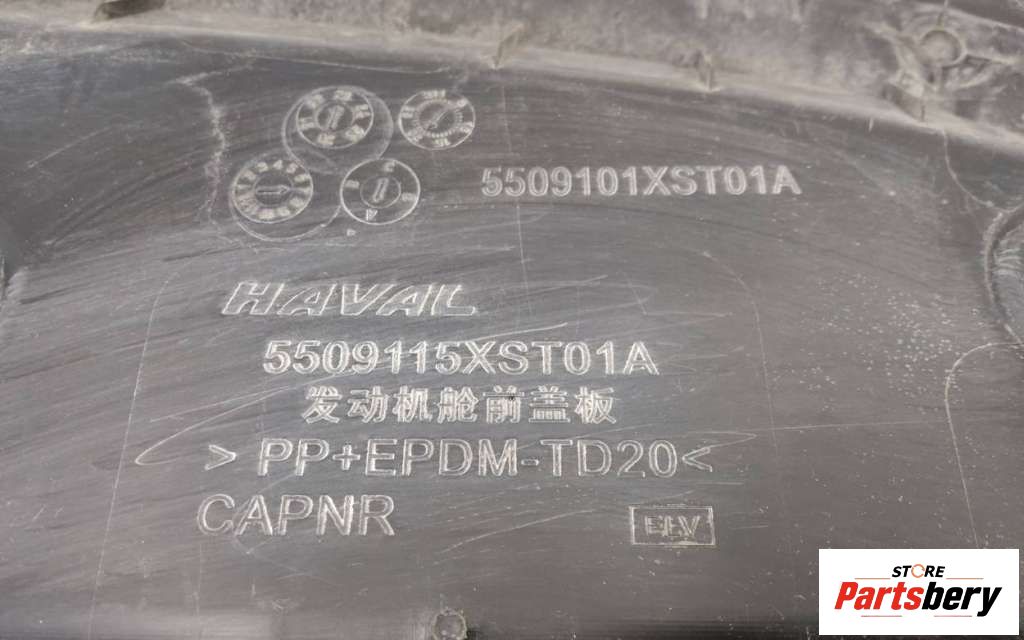 5509101XST01A
HAVAL
5509115XST01A
发动机舱前盖板
>PP+EPDM-TD20<
CAPNR
ELV
STORE
Partsbery